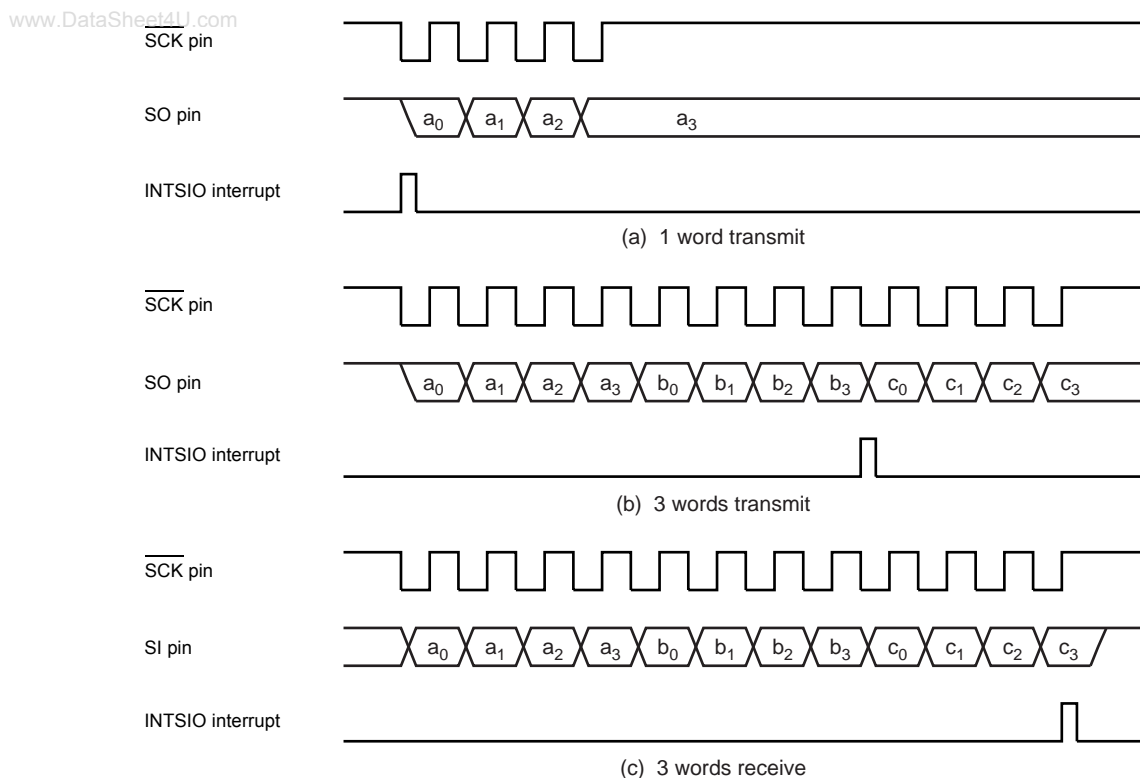 www.DataSheet4U.com
SCK pin
SO pin
a0 a1 a2 a3
INTSIO interrupt
(a) 1 word transmit
SCK pin
SO pin
a0 a1 a2 a3 b0 b1 b2 b3 c0 c1 c2 c3
INTSIO interrupt
(b) 3 words transmit
SCK pin
SI pin
a0 a1 a2 a3 b0 b1 b2 b3 c0 c1 c2 c3
INTSIO interrupt
(c) 3 words receive